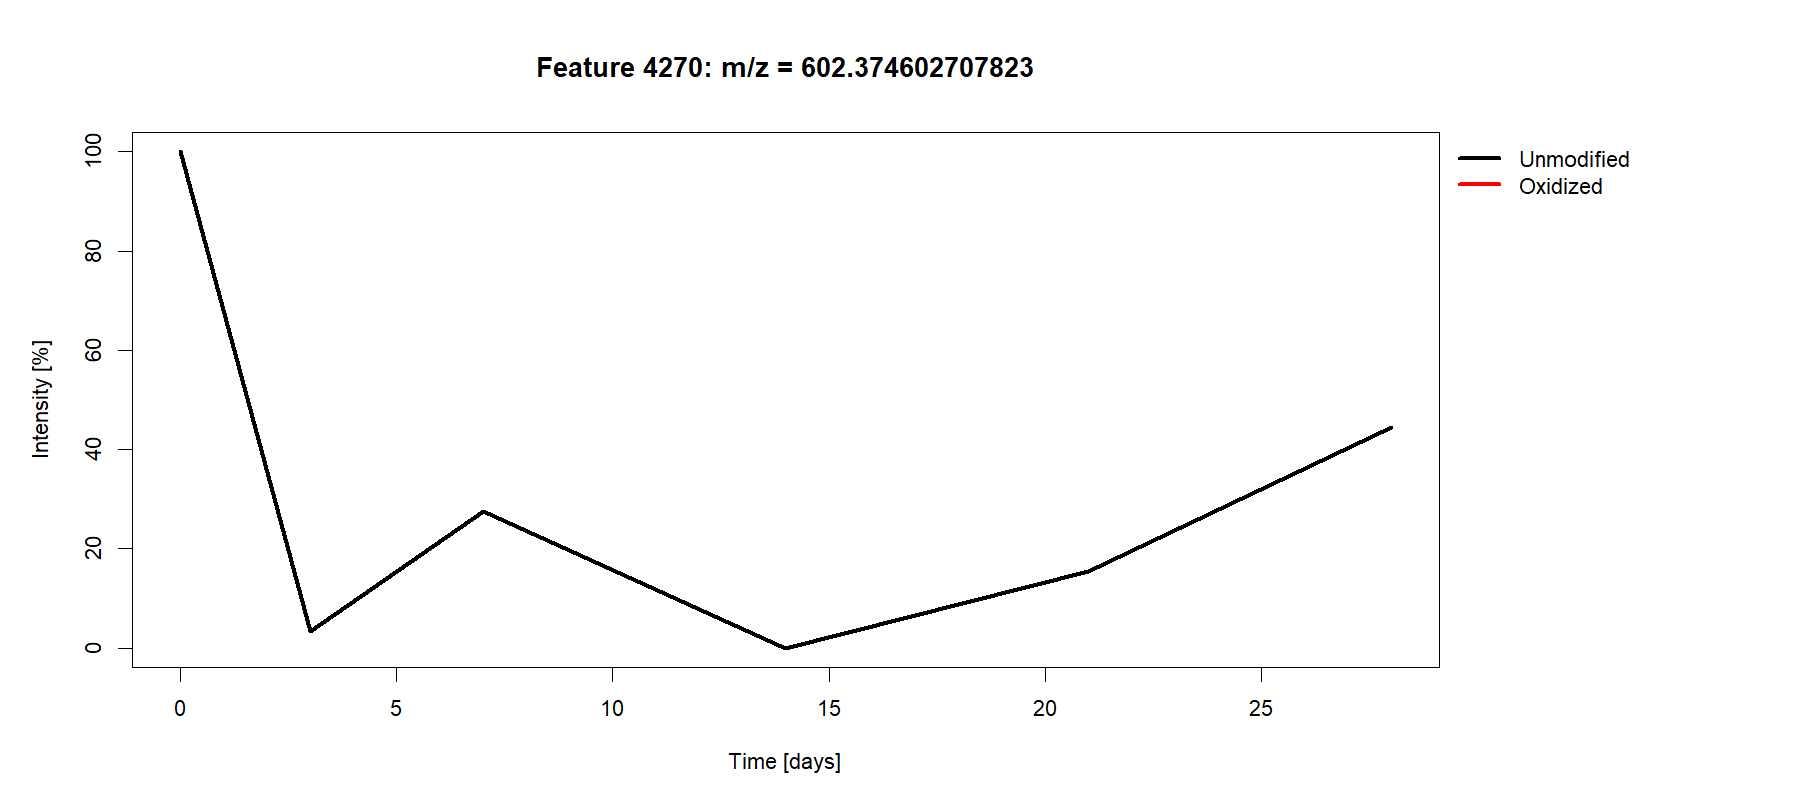 Feature 4270: m/z = 602.374602707823
Unmodified
Oxidized
Intensity [%]
100
80
60
40
20
0
0 5 10 15 20 25
Time [days]